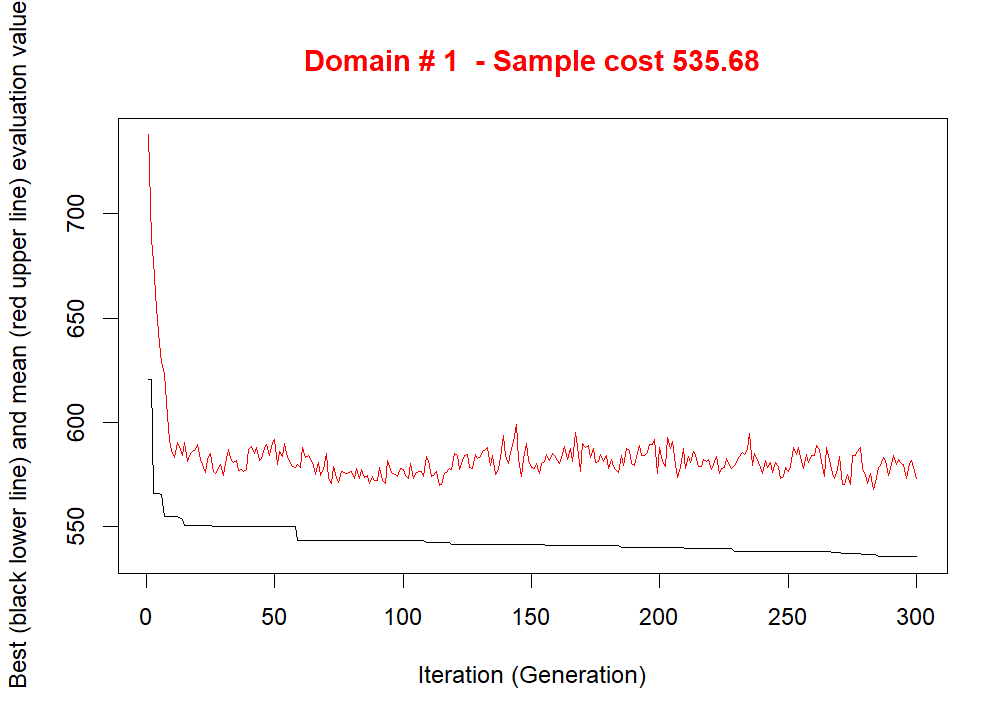 Domain # 1  - Sample cost 535.68
Best (black lower line) and mean (red upper line) evaluation value
700
650
600
550
0 50 100 150 200 250 300
Iteration (Generation)